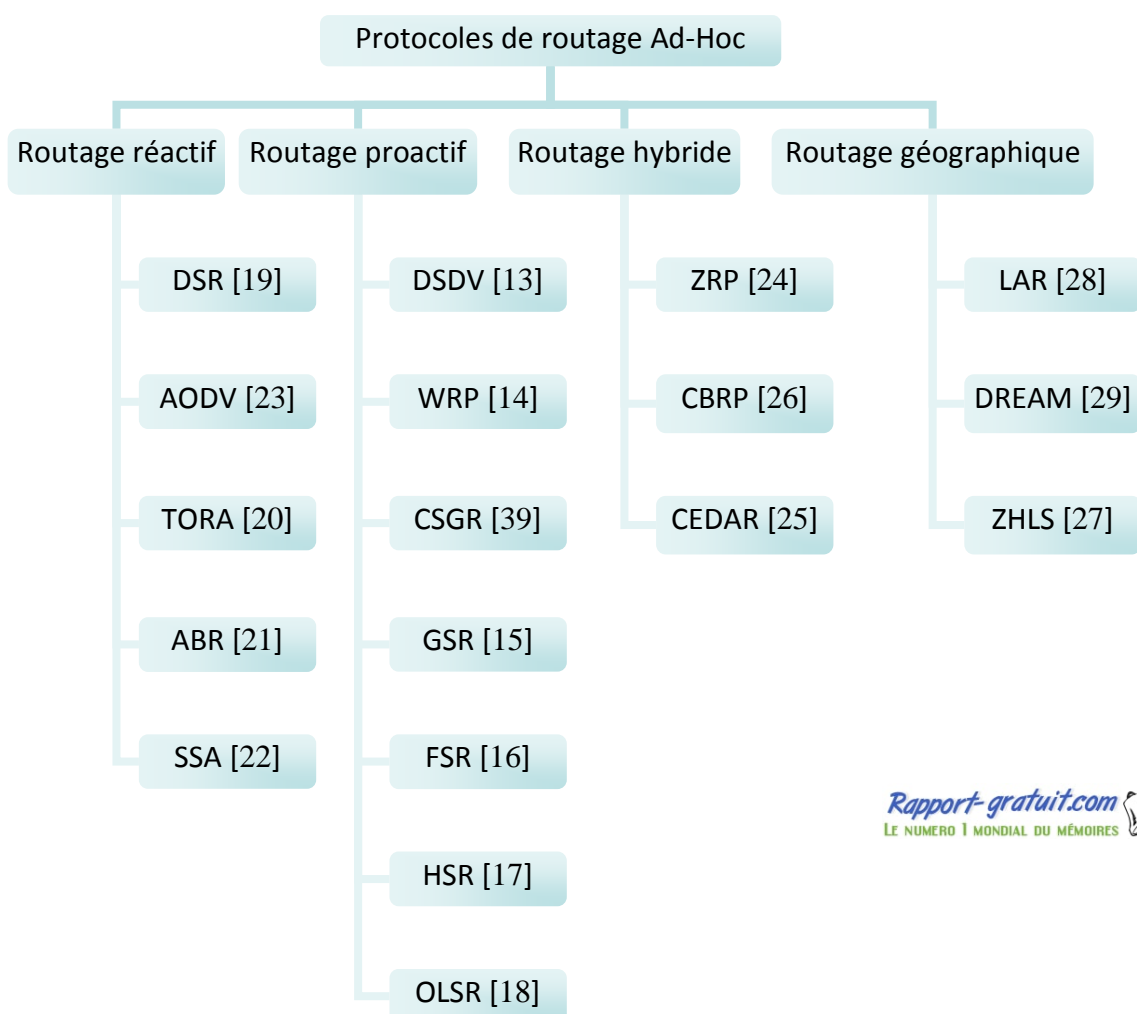 Protocoles de routage Ad-Hoc
Routage réactif
Routage proactif
Routage hybride
Routage géographique
DSR [19]
DSDV [13]
ZRP [24]
LAR [28]
AODV [23]
WRP [14]
CBRP [26]
DREAM [29]
TORA [20]
CSGR [39]
CEDAR [25]
ZHLS [27]
ABR [21]
GSR [15]
SSA [22]
FSR [16]
Rapport-gratuit.com
LE NUMERO 1 MONDIAL DU MÉMOIRES
HSR [17]
OLSR [18]